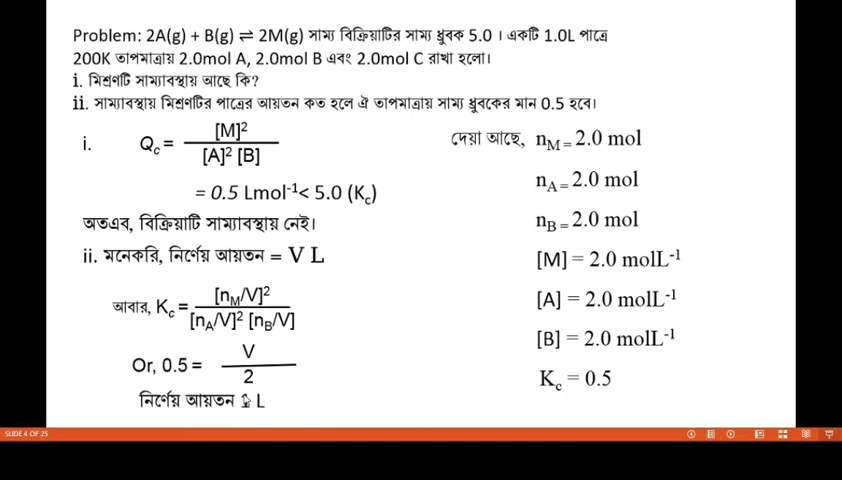 Problem: 2A(g) + B(g) ⇌ 2M(g) সাম্য বিক্রিয়াটির সাম্য ধ্রুবক 5.0 । একটি 1.0L পাত্রে
200K তাপমাত্রায় 2.0mol A, 2.0mol B এবং 2.0mol C রাখা হলো।
i. মিশ্রণটি সাম্যাবস্থায় আছে কি?
ii. সাম্যাবস্থায় মিশ্রণটির পাত্রের আয়তন কত হলে ঐ তাপমাত্রায় সাম্য ধ্রুবকের মান 0.5 হবে।
i. Qc = [M]² / [A]² [B]
= 0.5 Lmol⁻¹< 5.0 (Kc)
অতএব, বিক্রিয়াটি সাম্যাবস্থায় নেই।
ii. মনেকরি, নির্ণেয় আয়তন = V L
আবার, Kc = [nM/V]² / [nA/V]² [nB/V]
Or, 0.5 = V / 2
নির্ণেয় আয়তন 1 L
দেয়া আছে, nM = 2.0 mol
nA = 2.0 mol
nB = 2.0 mol
[M] = 2.0 molL⁻¹
[A] = 2.0 molL⁻¹
[B] = 2.0 molL⁻¹
Kc = 0.5
SLIDE 4 OF 25